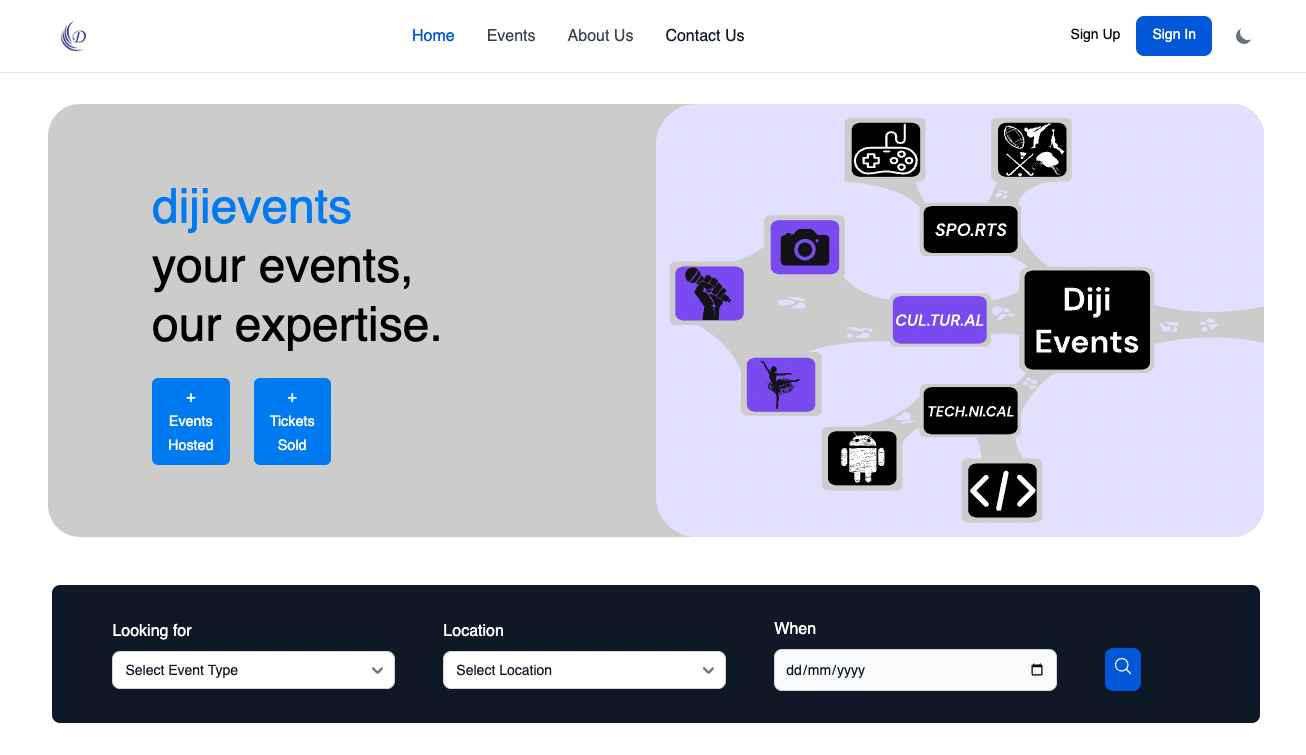 D
Home
Events
About Us
Contact Us
Sign Up
Sign In
dijievents
your events,
our expertise.
+
Events
Hosted
+
Tickets
Sold
SPO.RTS
CUL.TUR.AL
Diji
Events
TECH.NI.CAL
</>
Looking for
Select Event Type
Location
Select Location
When
dd/mm/yyyy